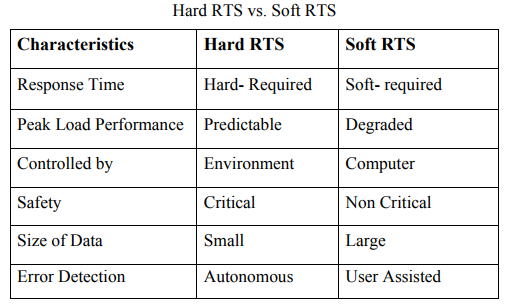 Hard RTS vs. Soft RTS
Characteristics Hard RTS Soft RTS
Response Time Hard- Required Soft- required
Peak Load Performance Predictable Degraded
Controlled by Environment Computer
Safety Critical Non Critical
Size of Data Small Large
Error Detection Autonomous User Assisted